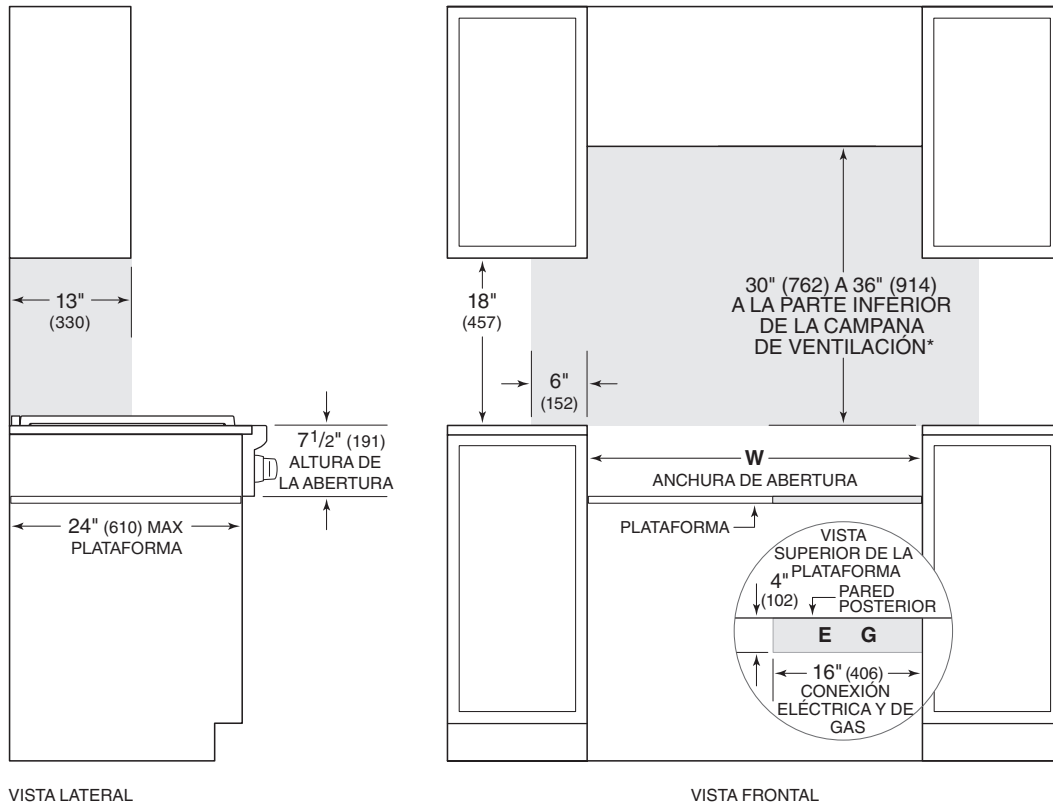 13"
(330)
7 1/2" (191)
ALTURA DE
LA ABERTURA
24" (610) MAX
PLATAFORMA
VISTA LATERAL
18"
(457)
6"
(152)
30" (762) A 36" (914)
A LA PARTE INFERIOR
DE LA CAMPANA
DE VENTILACIÓN*
W
ANCHURA DE ABERTURA
PLATAFORMA
VISTA
SUPERIOR DE LA
PLATAFORMA
4"
(102)
PARED
POSTERIOR
E G
16" (406)
CONEXIÓN
ELÉCTRICA Y DE
GAS
VISTA FRONTAL